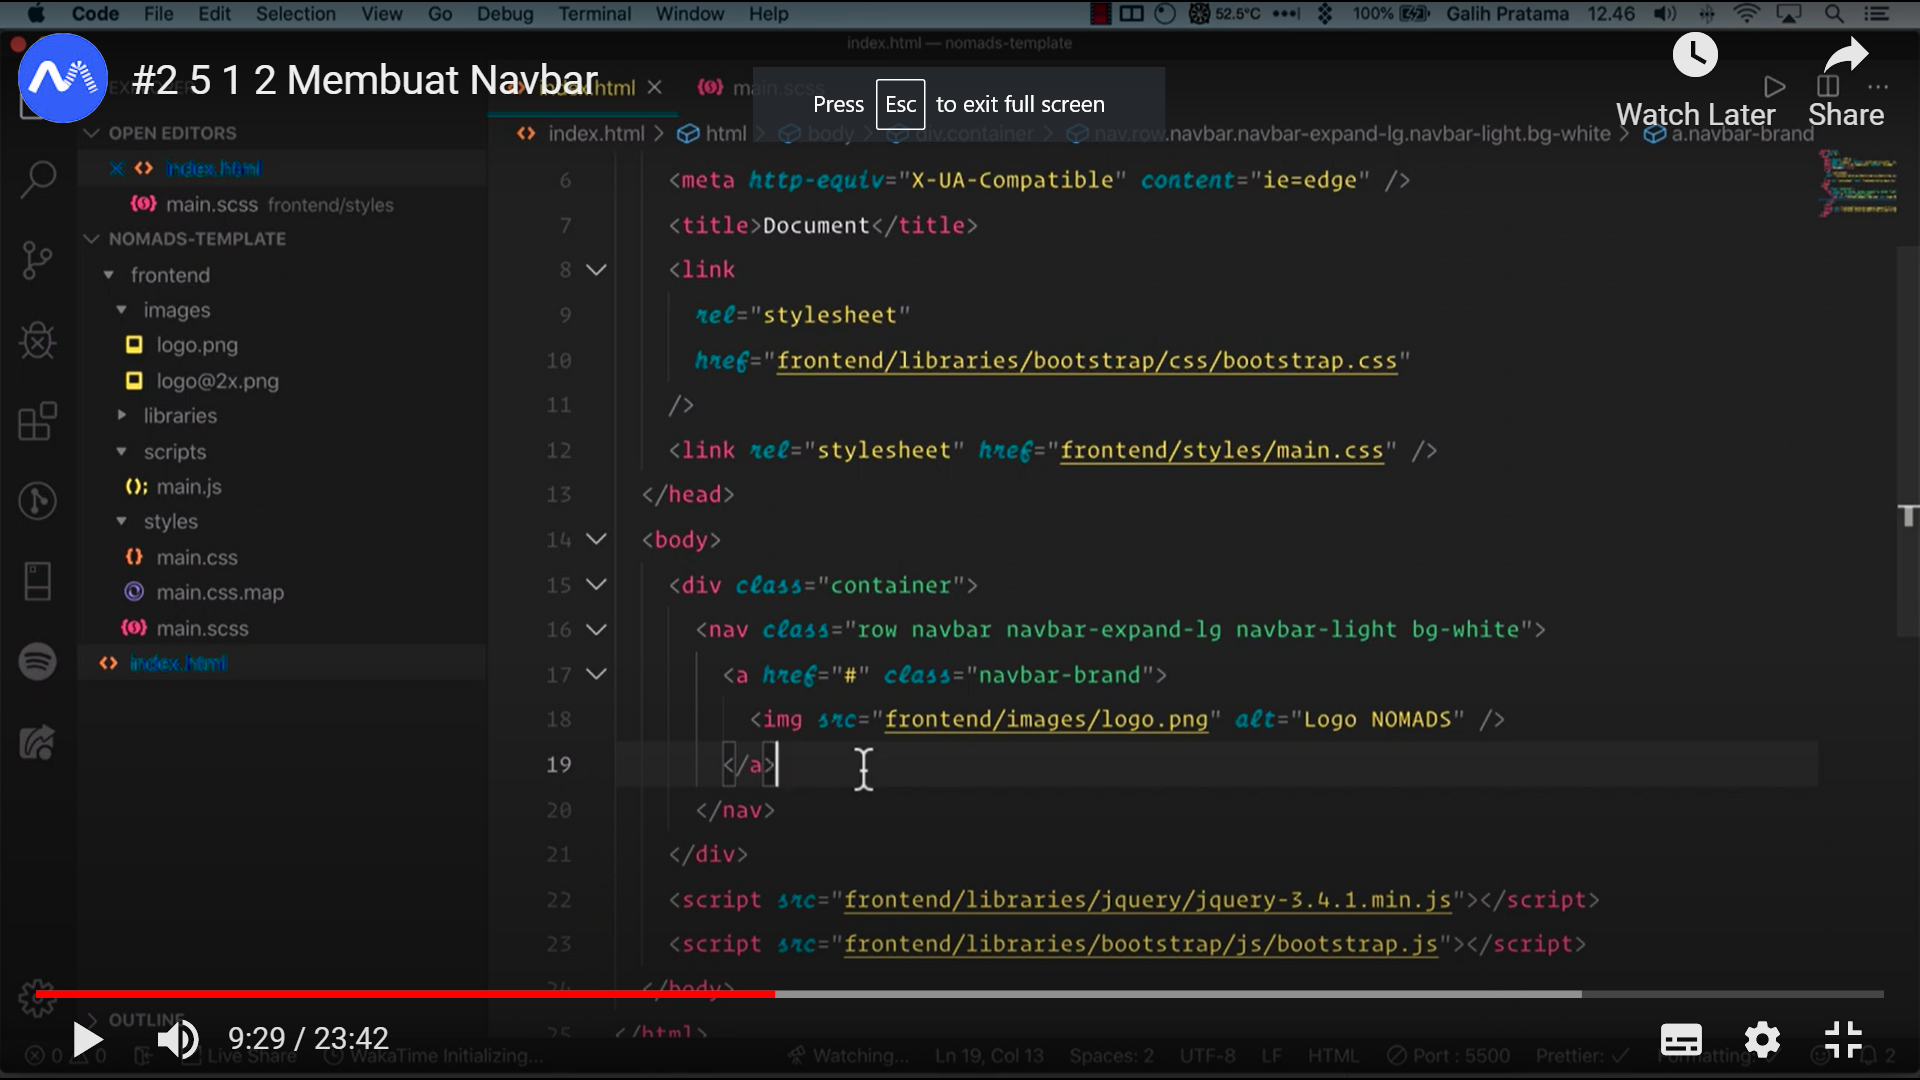 Code File Edit Selection View Go Debug Terminal Window Help 52.5°C 100% Galih Pratama 12.46
index.html — nomads-template
#2 5 1 2 Membuat Navbar
index.html
main.scss
Press Esc to exit full screen
Watch Later
Share
OPEN EDITORS
index.html > html > body > div.container > nav.row.navbar.navbar-expand-lg.navbar-light.bg-white > a.navbar-brand
index.html
main.scss frontend/styles
NOMADS-TEMPLATE
frontend
images
logo.png
logo@2x.png
libraries
scripts
main.js
styles
main.css
main.css.map
main.scss
index.html
6 <meta http-equiv="X-UA-Compatible" content="ie=edge" />
7 <title>Document</title>
8 <link
9 rel="stylesheet"
10 href="frontend/libraries/bootstrap/css/bootstrap.css"
11 />
12 <link rel="stylesheet" href="frontend/styles/main.css" />
13 </head>
14 <body>
15 <div class="container">
16 <nav class="row navbar navbar-expand-lg navbar-light bg-white">
17 <a href="#" class="navbar-brand">
18 <img src="frontend/images/logo.png" alt="Logo NOMADS" />
19 </a>
20 </nav>
21 </div>
22 <script src="frontend/libraries/jquery/jquery-3.4.1.min.js"></script>
23 <script src="frontend/libraries/bootstrap/js/bootstrap.js"></script>
24 </body>
25 </html>
OUTLINE
9:29 / 23:42
0 0 Live Share WakaTime Initializing... Watching... Ln 19, Col 13 Spaces: 2 UTF-8 LF HTML Port : 5500 Prettier: ✓ Formatting: ✓ 2